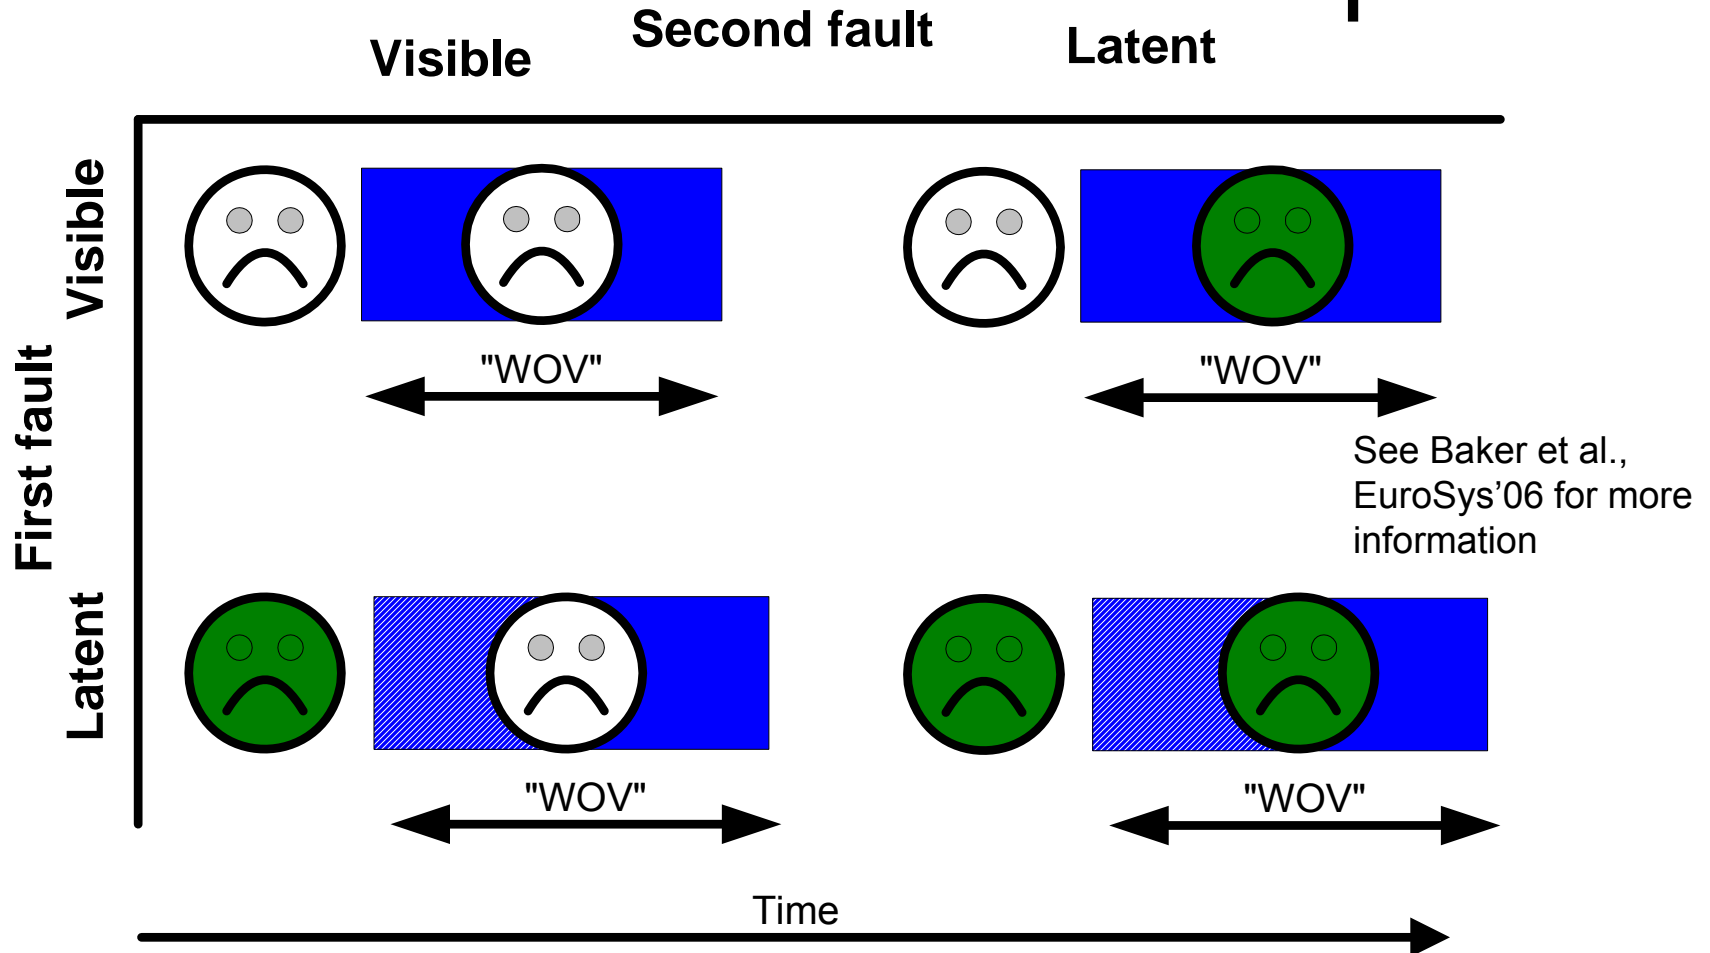 Second fault
Visible
Latent
First fault
Visible
Latent
"WOV"
"WOV"
See Baker et al.,
EuroSys’06 for more
information
"WOV"
"WOV"
Time